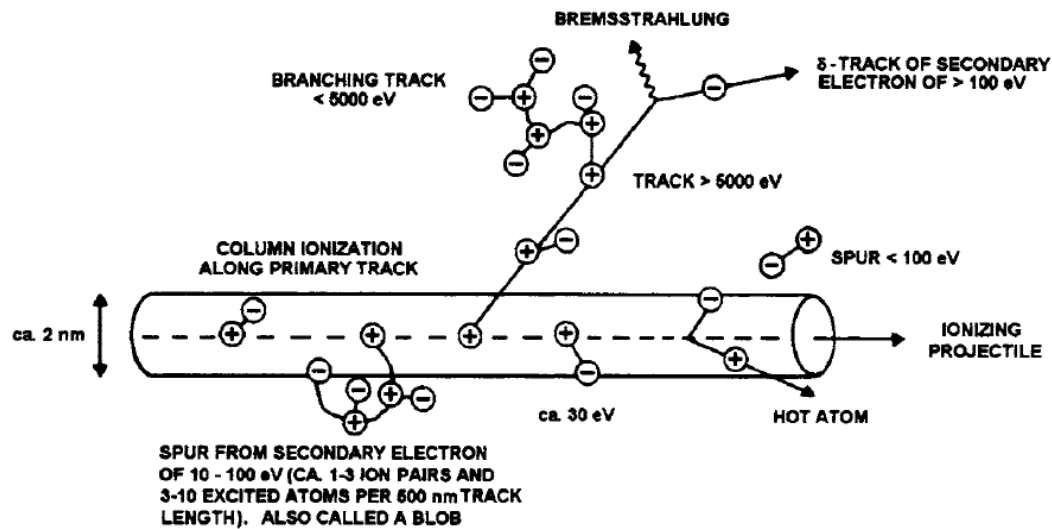 BREMSSTRAHLUNG
δ - TRACK OF SECONDARY
ELECTRON OF > 100 eV
BRANCHING TRACK
< 5000 eV
TRACK > 5000 eV
COLUMN IONIZATION
ALONG PRIMARY TRACK
SPUR < 100 eV
ca. 2 nm
IONIZING
PROJECTILE
ca. 30 eV
HOT ATOM
SPUR FROM SECONDARY ELECTRON
OF 10 - 100 eV (CA. 1-3 ION PAIRS AND
3-10 EXCITED ATOMS PER 500 nm TRACK
LENGTH). ALSO CALLED A BLOB